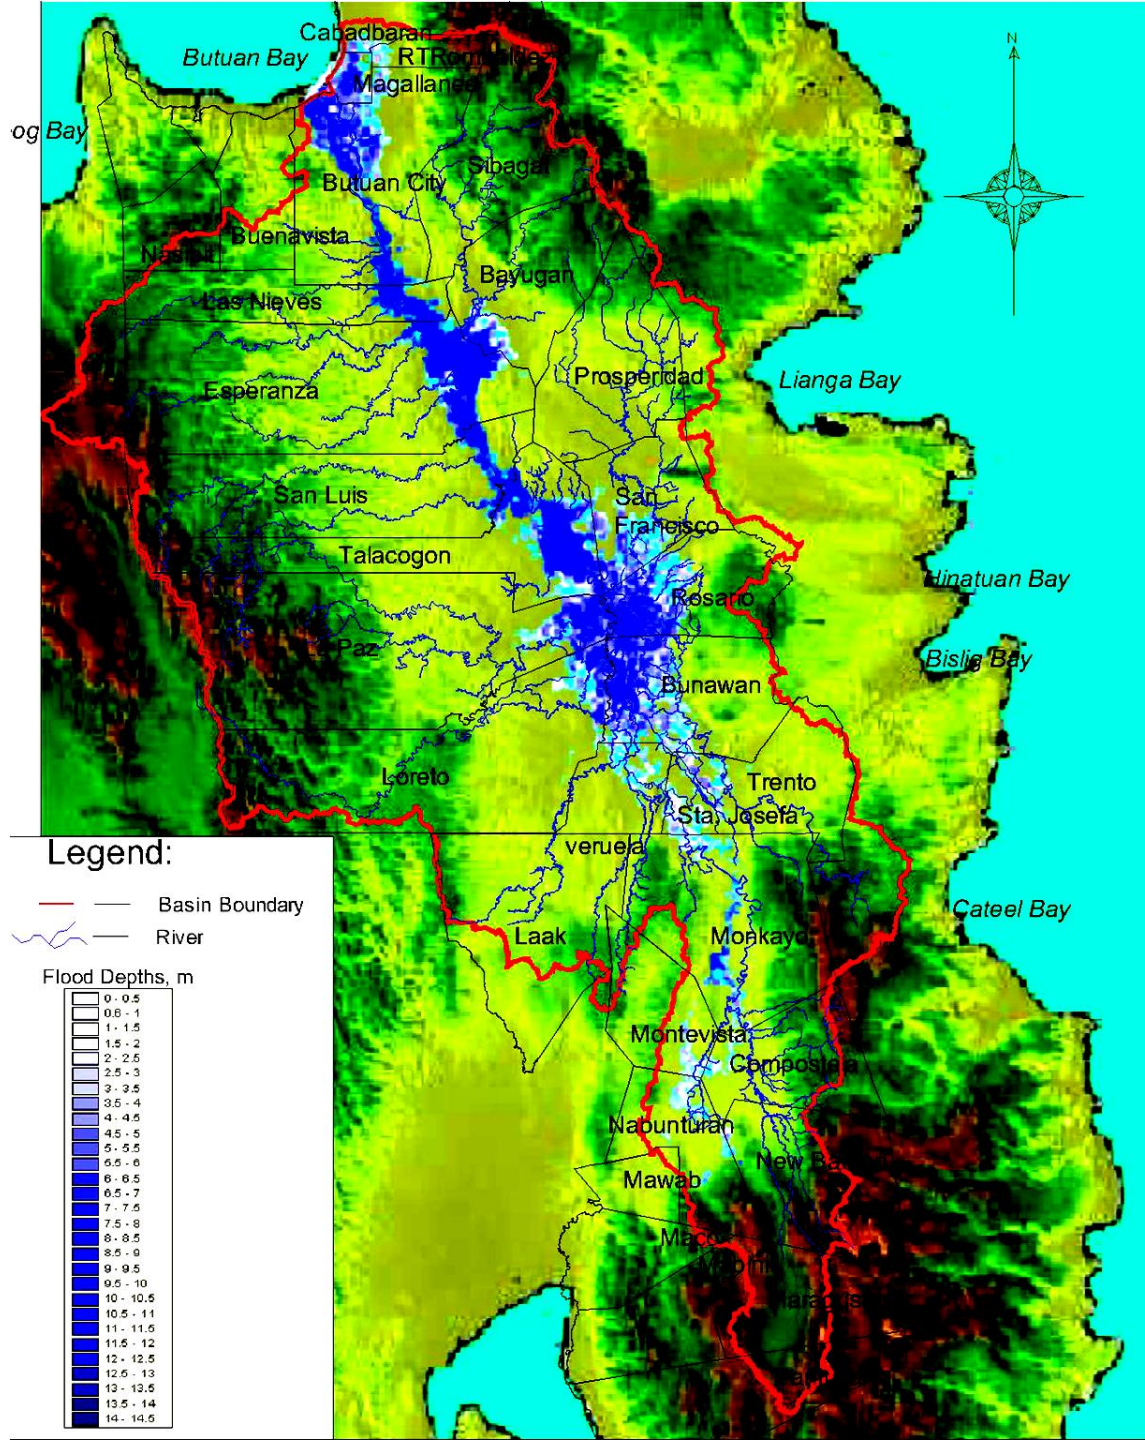 N
Cabadbaran
Butuan Bay
Magallanes
og Bay
Sibagat
Butuan City
Buenavista
Nasipit
Bayugan
Las Nieves
Prosperidad
Lianga Bay
Esperanza
San Luis
San
Francisco
Talacogon
Hinatuan Bay
Rosario
Paz
Bislig Bay
Bunawan
Loreto
Trento
Sta. Josefa
veruela
Legend:
Basin Boundary
River
Cateel Bay
Laak
Monkayo
Flood Depths, m
0 - 0.5
0.6 - 1
1 - 1.5
1.5 - 2
2 - 2.5
2.5 - 3
3 - 3.5
3.5 - 4
4 - 4.5
4.5 - 5
5 - 5.5
5.5 - 6
6 - 6.5
6.5 - 7
7 - 7.5
7.5 - 8
8 - 8.5
8.5 - 9
9 - 9.5
9.5 - 10
10 - 10.5
10.5 - 11
11 - 11.5
11.5 - 12
12 - 12.5
12.5 - 13
13 - 13.5
13.5 - 14
14 - 14.5
Montevista
Compostela
Nabunturan
New
Mawab
Maco
Mabini